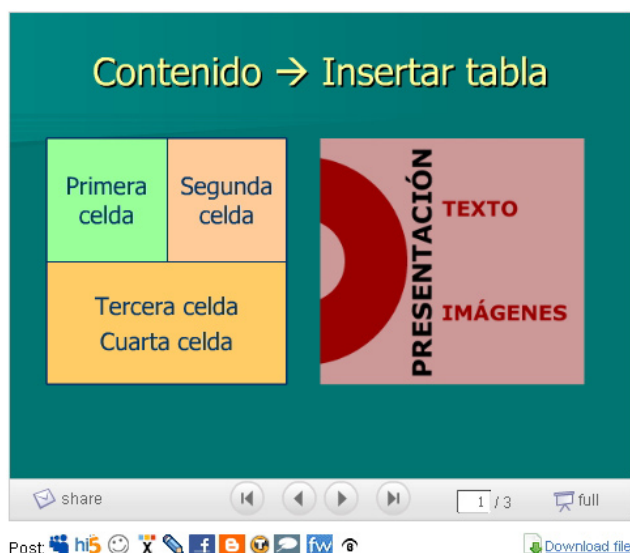 Contenido → Insertar tabla
Primera
celda
Segunda
celda
Tercera celda
Cuarta celda
PRESENTACIÓN
TEXTO
IMÁGENES
share
1 / 3
full
Post:
hi5
fw
Download file